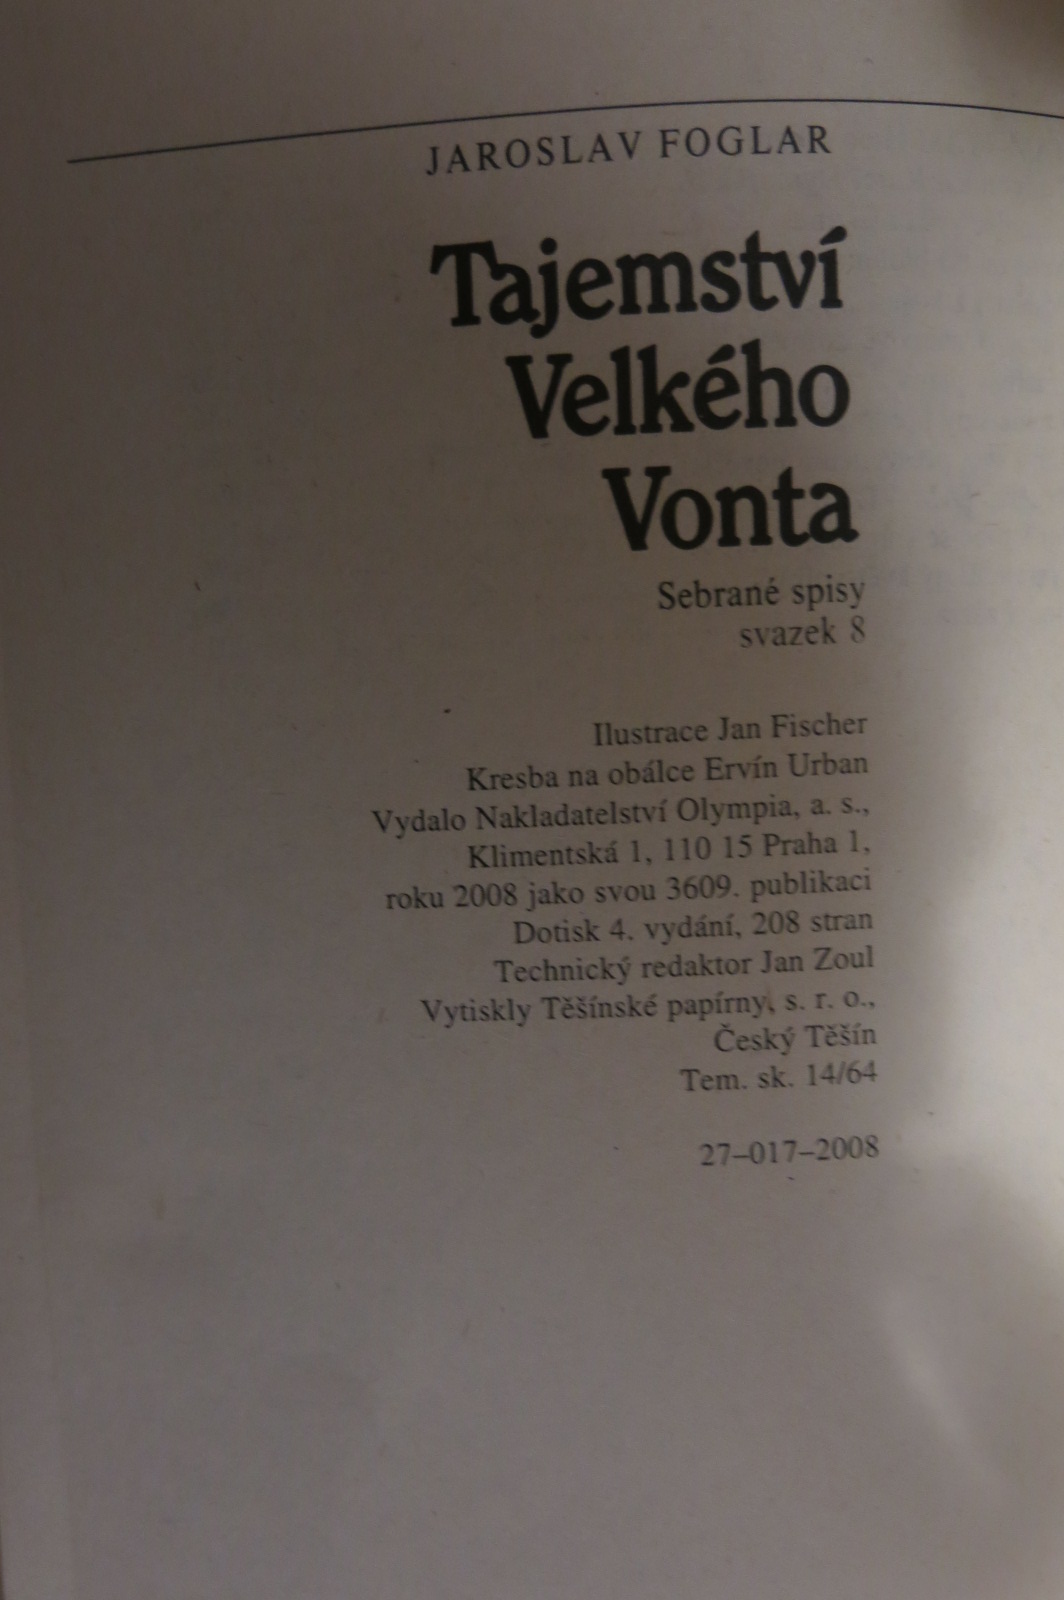 JAROSLAV FOGLAR
Tajemství
Velkého
Vonta
Sebrané spisy
svazek 8
Ilustrace Jan Fischer
Kresba na obálce Ervín Urban
Vydalo Nakladatelství Olympia, a. s.,
Klimentská 1, 110 15 Praha 1,
roku 2008 jako svou 3609. publikaci
Dotisk 4. vydání, 208 stran
Technický redaktor Jan Zoul
Vytiskly Těšínské papírny, s. r. o.,
Český Těšín
Tem. sk. 14/64
27–017–2008